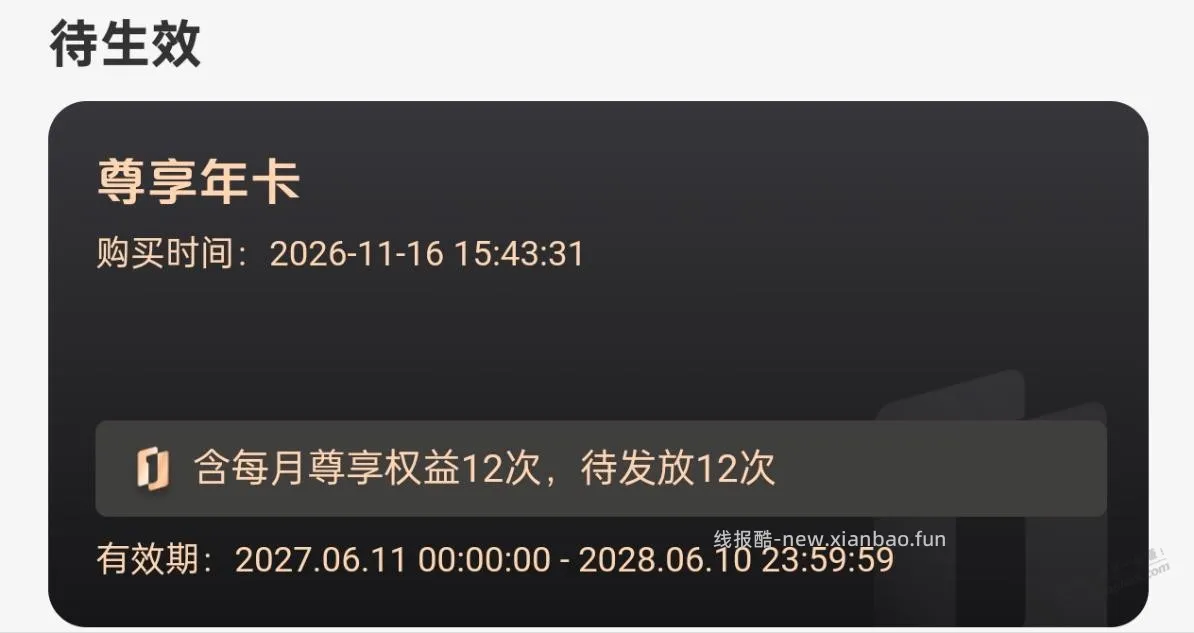 待生效
尊享年卡
购买时间：2026-11-16 15:43:31
含每月尊享权益12次，待发放12次
线报酷-new.xianbao.fun
有效期：2027.06.11 00:00:00 - 2028.06.10 23:59:59